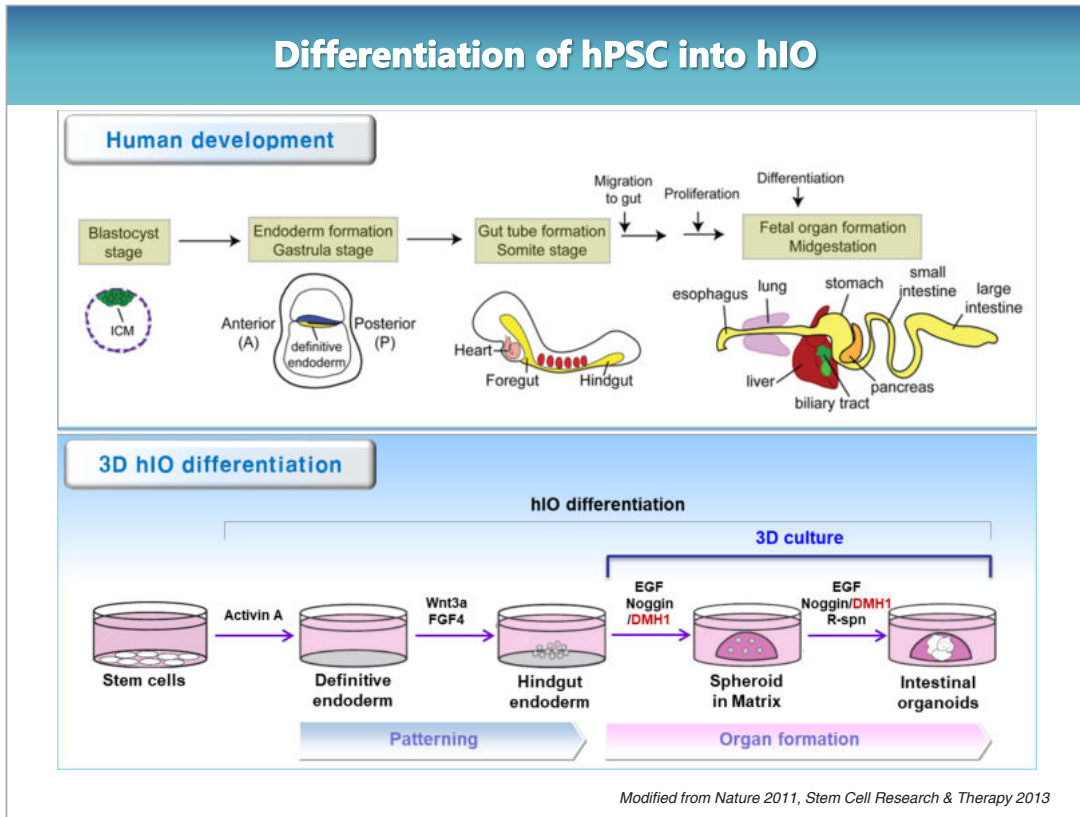 Differentiation of hPSC into hIO
Human development
Migration
to gut
Proliferation
Differentiation
Blastocyst
stage
Endoderm formation
Gastrula stage
Gut tube formation
Somite stage
Fetal organ formation
Midgestation
ICM
Anterior
(A)
Posterior
(P)
definitive
endoderm
Heart
Foregut
Hindgut
esophagus
lung
stomach
small
intestine
large
intestine
liver
biliary tract
pancreas
3D hIO differentiation
hIO differentiation
3D culture
Activin A
Wnt3a
FGF4
EGF
Noggin
/DMH1
EGF
Noggin/DMH1
R-spn
Stem cells
Definitive
endoderm
Hindgut
endoderm
Spheroid
in Matrix
Intestinal
organoids
Patterning
Organ formation
Modified from Nature 2011, Stem Cell Research & Therapy 2013